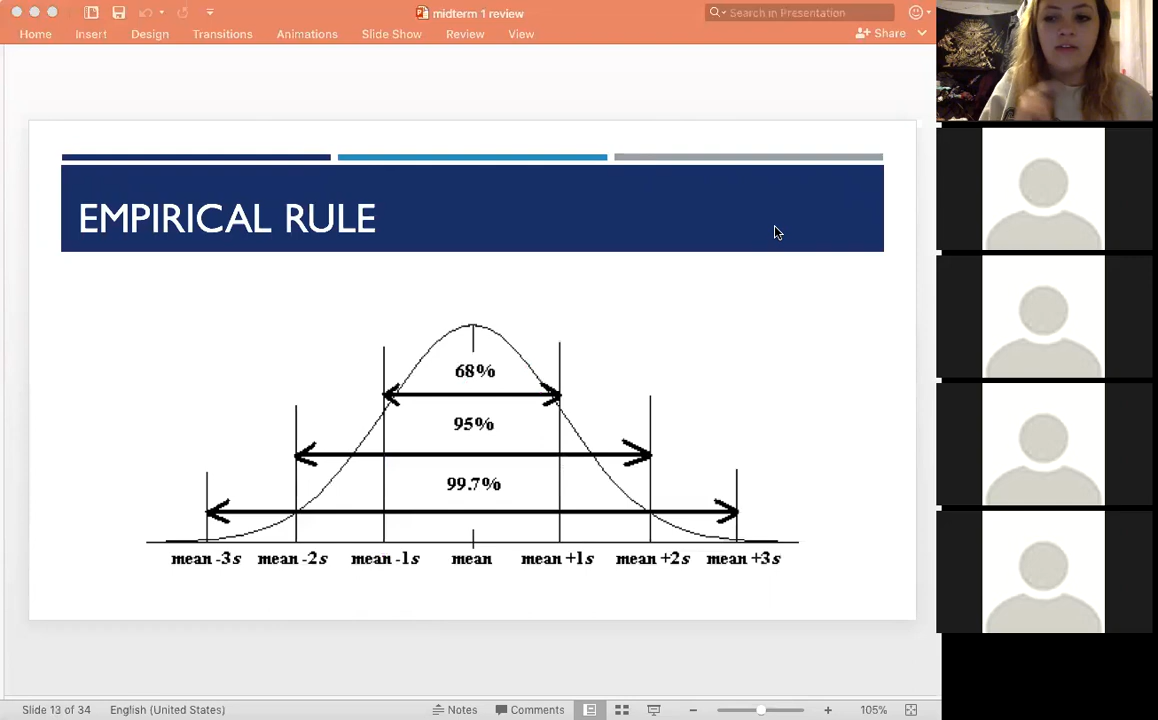 midterm 1 review
Search in Presentation
Home Insert Design Transitions Animations Slide Show Review View
Share
EMPIRICAL RULE
68%
95%
99.7%
mean -3s mean -2s mean -1s mean mean +1s mean +2s mean +3s
Slide 13 of 34 English (United States) Notes Comments 105%